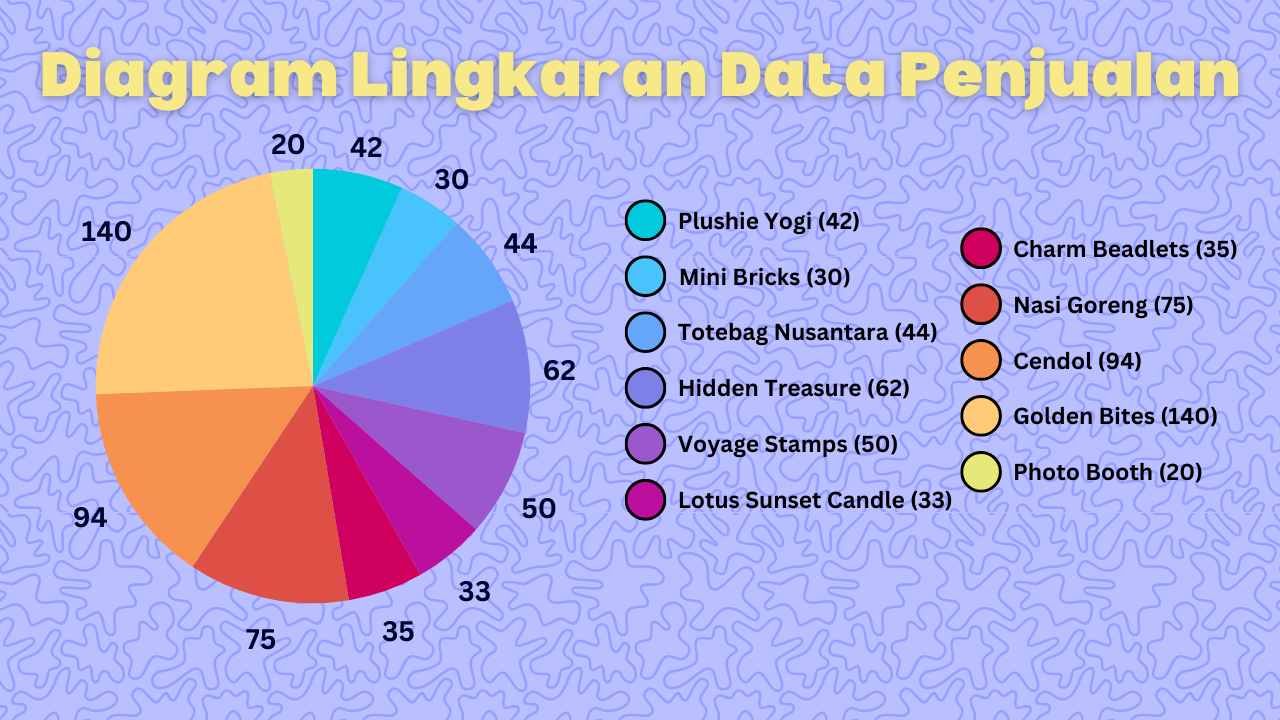 Diagram Lingkaran Data Penjualan
20
42
30
140
44
62
94
50
33
35
75
Plushie Yogi (42)
Mini Bricks (30)
Totebag Nusantara (44)
Hidden Treasure (62)
Voyage Stamps (50)
Lotus Sunset Candle (33)
Charm Beadlets (35)
Nasi Goreng (75)
Cendol (94)
Golden Bites (140)
Photo Booth (20)